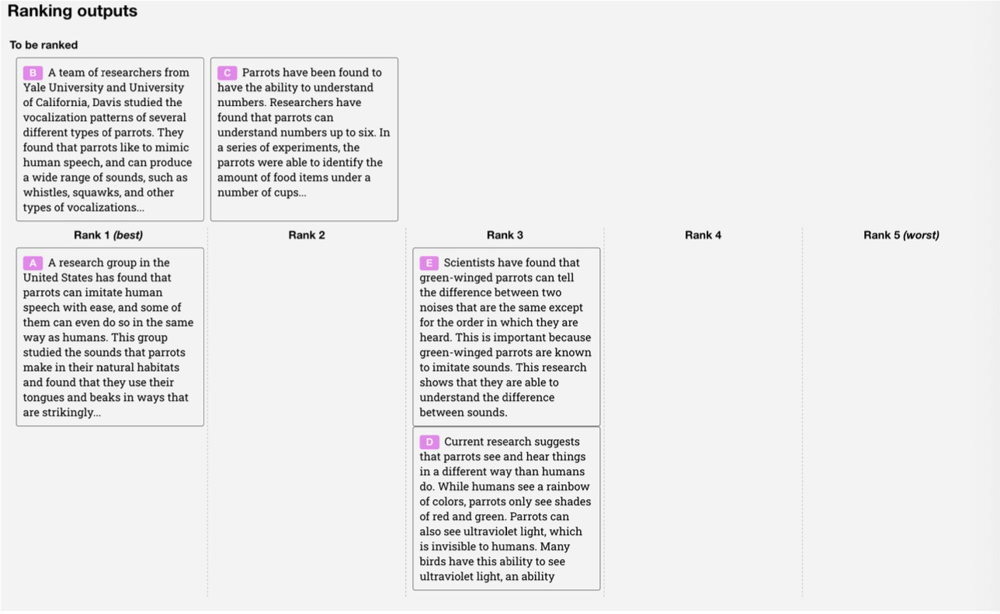 Ranking outputs
To be ranked
B A team of researchers from
Yale University and University
of California, Davis studied the
vocalization patterns of several
different types of parrots. They
found that parrots like to mimic
human speech, and can produce
a wide range of sounds, such as
whistles, squawks, and other
types of vocalizations...
C Parrots have been found to
have the ability to understand
numbers. Researchers have
found that parrots can
understand numbers up to six. In
a series of experiments, the
parrots were able to identify the
amount of food items under a
number of cups...
Rank 1 (best)
Rank 2
Rank 3
Rank 4
Rank 5 (worst)
A A research group in the
United States has found that
parrots can imitate human
speech with ease, and some of
them can even do so in the same
way as humans. This group
studied the sounds that parrots
make in their natural habitats
and found that they use their
tongues and beaks in ways that
are strikingly...
E Scientists have found that
green-winged parrots can tell
the difference between two
noises that are the same except
for the order in which they are
heard. This is important because
green-winged parrots are known
to imitate sounds. This research
shows that they are able to
understand the difference
between sounds.
D Current research suggests
that parrots see and hear things
in a different way than humans
do. While humans see a rainbow
of colors, parrots only see shades
of red and green. Parrots can
also see ultraviolet light, which
is invisible to humans. Many
birds have this ability to see
ultraviolet light, an ability